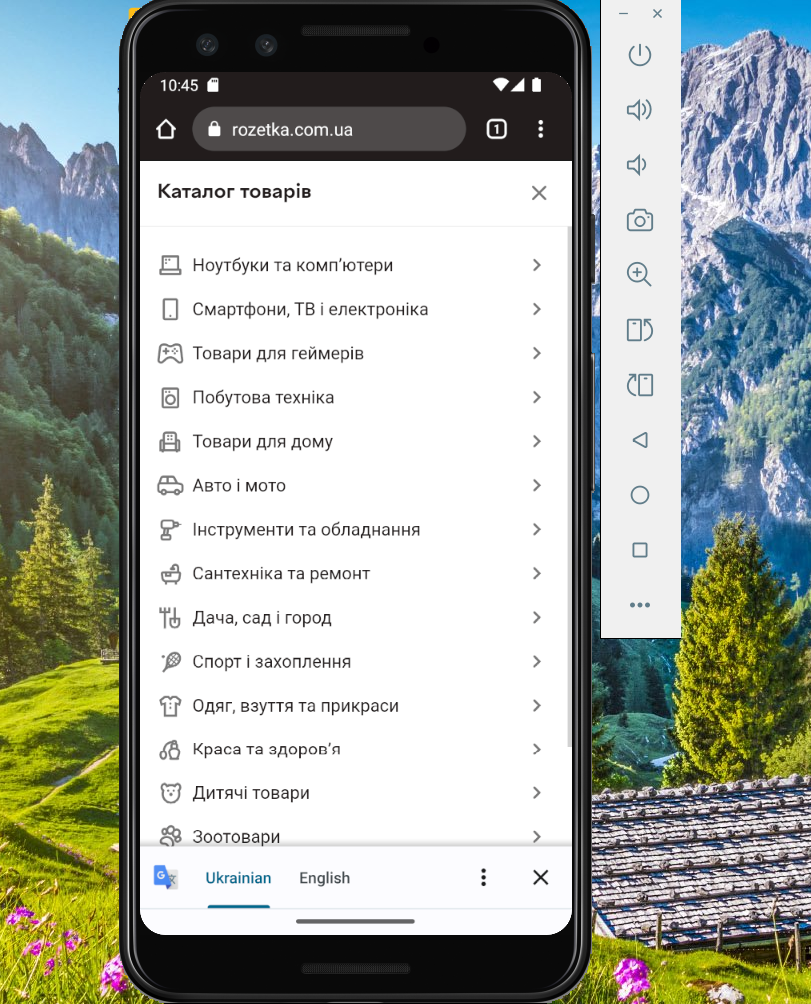 10:45
rozetka.com.ua
1
Каталог товарів
Ноутбуки та комп’ютери
Смартфони, ТВ і електроніка
Товари для геймерів
Побутова техніка
Товари для дому
Авто і мото
Інструменти та обладнання
Сантехніка та ремонт
Дача, сад і город
Спорт і захоплення
Одяг, взуття та прикраси
Краса та здоров’я
Дитячі товари
Зоотовари
Ukrainian English